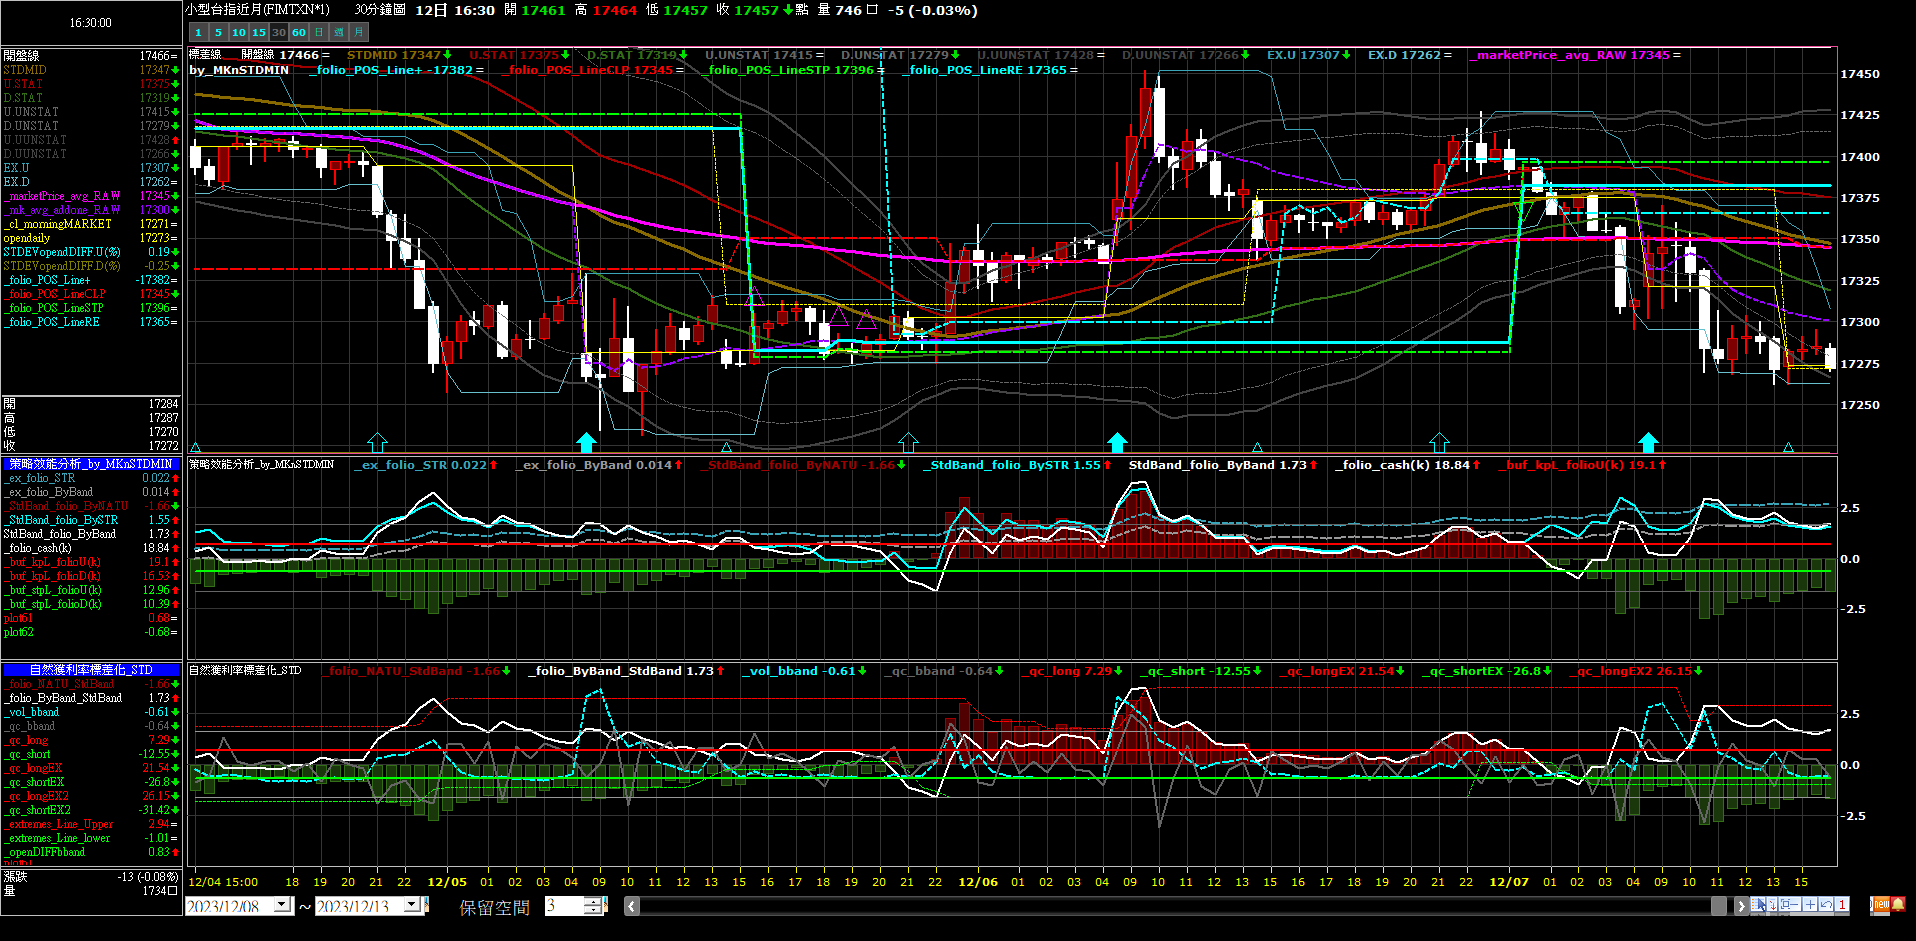 小型台指近月(FIMTXN*1) 30分鐘圖 12日 16:30 開 17461 高 17464 低 17457 收 17457 點 量 746口 -5 (-0.03%)
16:30:00
1 5 10 15 30 60 日 週 月
標差線 開盤線 17466 = STDMID 17347 U.STAT 17375 D.STAT 17319 U.UNSTAT 17415 = D.UNSTAT 17279 U.UUNSTAT 17428 = D.UUNSTAT 17266 EX.U 17307 EX.D 17262 = _marketPrice_avg_RAW 17345 =
by_MKnSTDMIN _folio_POS_Line+ -17382 = _folio_POS_LineCLP 17345 = _folio_POS_LineSTP 17396 = _folio_POS_LineRE 17365 =
開盤線 17466=
STDMID 17347
U.STAT 17375
D.STAT 17319
U.UNSTAT 17415
D.UNSTAT 17279
U.UUNSTAT 17428
D.UUNSTAT 17266
EX.U 17307
EX.D 17262=
_marketPrice_avg_RAW 17345
_mk_avg_addons_RAW 17300
_cl_morningMARKET 17271=
opendaily 17273=
STDEVopendDIFF.U(%) 0.19
STDEVopendDIFF.D(%) -0.25
_folio_POS_Line+ -17382=
_folio_POS_LineCLP 17345
_folio_POS_LineSTP 17396=
_folio_POS_LineRE 17365=
開 17284
高 17287
低 17270
收 17272
17450
17425
17400
17375
17350
17325
17300
17275
17250
策略效能分析_by_MKnSTDMIN
_ex_folio_STR 0.022
_ex_folio_ByBand 0.014
_StdBand_folio_ByNATU -1.66
_StdBand_folio_BySTR 1.55
StdBand_folio_ByBand 1.73
_folio_cash(k) 18.84
_buf_kpL_folioU(k) 19.1
_buf_kpL_folioD(k) 16.53
_buf_stpL_folioU(k) 12.96
_buf_stpL_folioD(k) 10.39
plot61 0.68=
plot62 -0.68=
策略效能分析_by_MKnSTDMIN _ex_folio_STR 0.022 _ex_folio_ByBand 0.014 _StdBand_folio_ByNATU -1.66 _StdBand_folio_BySTR 1.55 StdBand_folio_ByBand 1.73 _folio_cash(k) 18.84 _buf_kpL_folioU(k) 19.1
2.5
0.0
-2.5
自然獲利率標差化_STD
_folio_NATU_StdBand -1.66
_folio_ByBand_StdBand 1.73
_vol_bband -0.61
_qc_bband -0.64
_qc_long 7.29
_qc_short -12.55
_qc_longEX 21.54
_qc_shortEX -26.8
_qc_longEX2 26.15
_qc_shortEX2 -31.42
_extremes_Line_Upper 2.94=
_extremes_Line_lower -1.01=
_openDIFFbband 0.83
自然獲利率標差化_STD _folio_NATU_StdBand -1.66 _folio_ByBand_StdBand 1.73 _vol_bband -0.61 _qc_bband -0.64 _qc_long 7.29 _qc_short -12.55 _qc_longEX 21.54 _qc_shortEX -26.8 _qc_longEX2 26.15
2.5
0.0
-2.5
漲跌 -13 (-0.08%)
量 1734口
12/04 15:00 18 19 20 21 22 12/05 01 02 03 04 09 10 11 12 13 14 15 16 17 18 19 20 21 22 12/06 01 02 03 04 09 10 11 12 13 15 16 17 18 19 20 21 22 12/07 01 02 03 04 09 10 11 12 13 15
2023/12/08 ~ 2023/12/13 保留空間 3
1 new